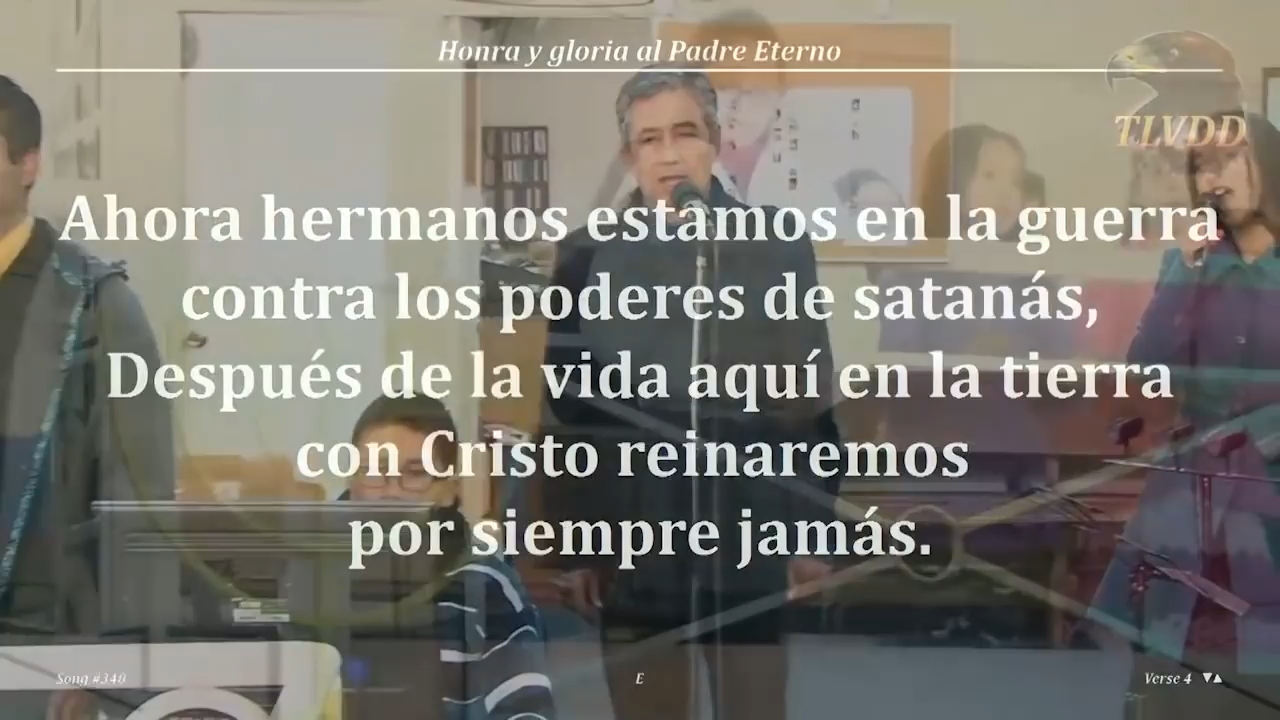 Honra y gloria al Padre Eterno
TLVDD
Ahora hermanos estamos en la guerra
contra los poderes de satanás,
Después de la vida aquí en la tierra
con Cristo reinaremos
por siempre jamás.
Song #340
E
Verse 4 ▼▲